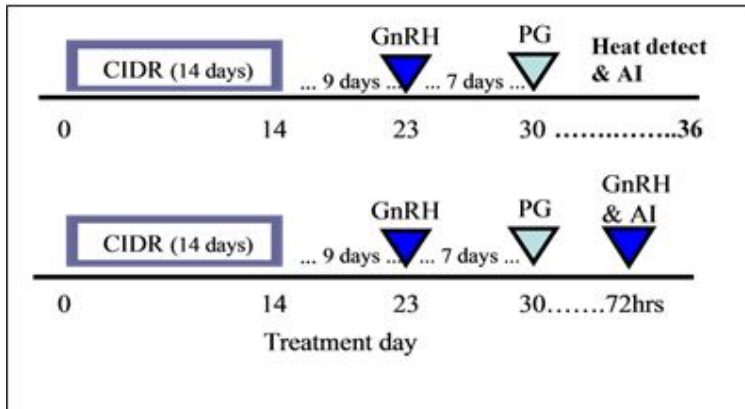 GnRH PG Heat detect
& AI
CIDR (14 days)
... 9 days ... ... 7 days ...
0 14 23 30 ...............36
GnRH PG GnRH
& AI
CIDR (14 days)
... 9 days ... ... 7 days ...
0 14 23 30.......72hrs
Treatment day